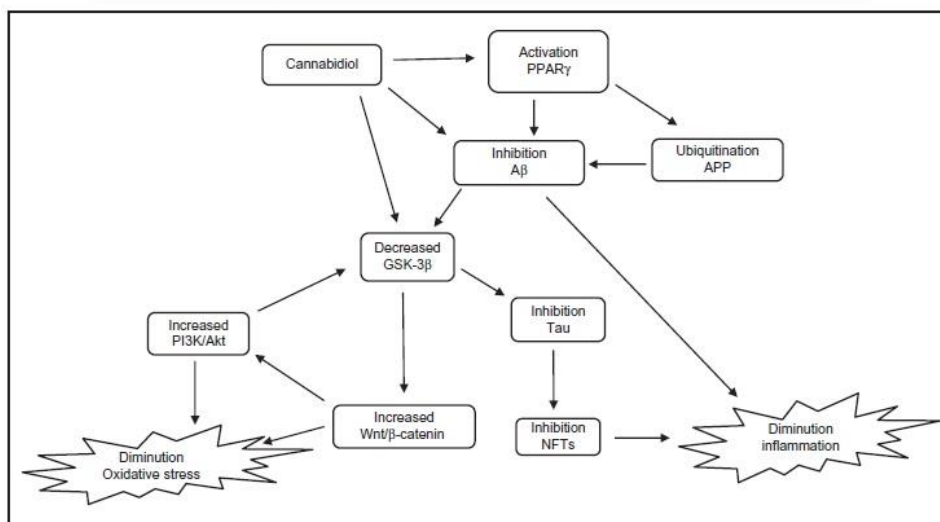 Cannabidiol
Activation
PPARγ
Inhibition
Aβ
Ubiquitination
APP
Decreased
GSK-3β
Inhibition
Tau
Increased
PI3K/Akt
Increased
Wnt/β-catenin
Inhibition
NFTs
Diminution
inflammation
Diminution
Oxidative stress